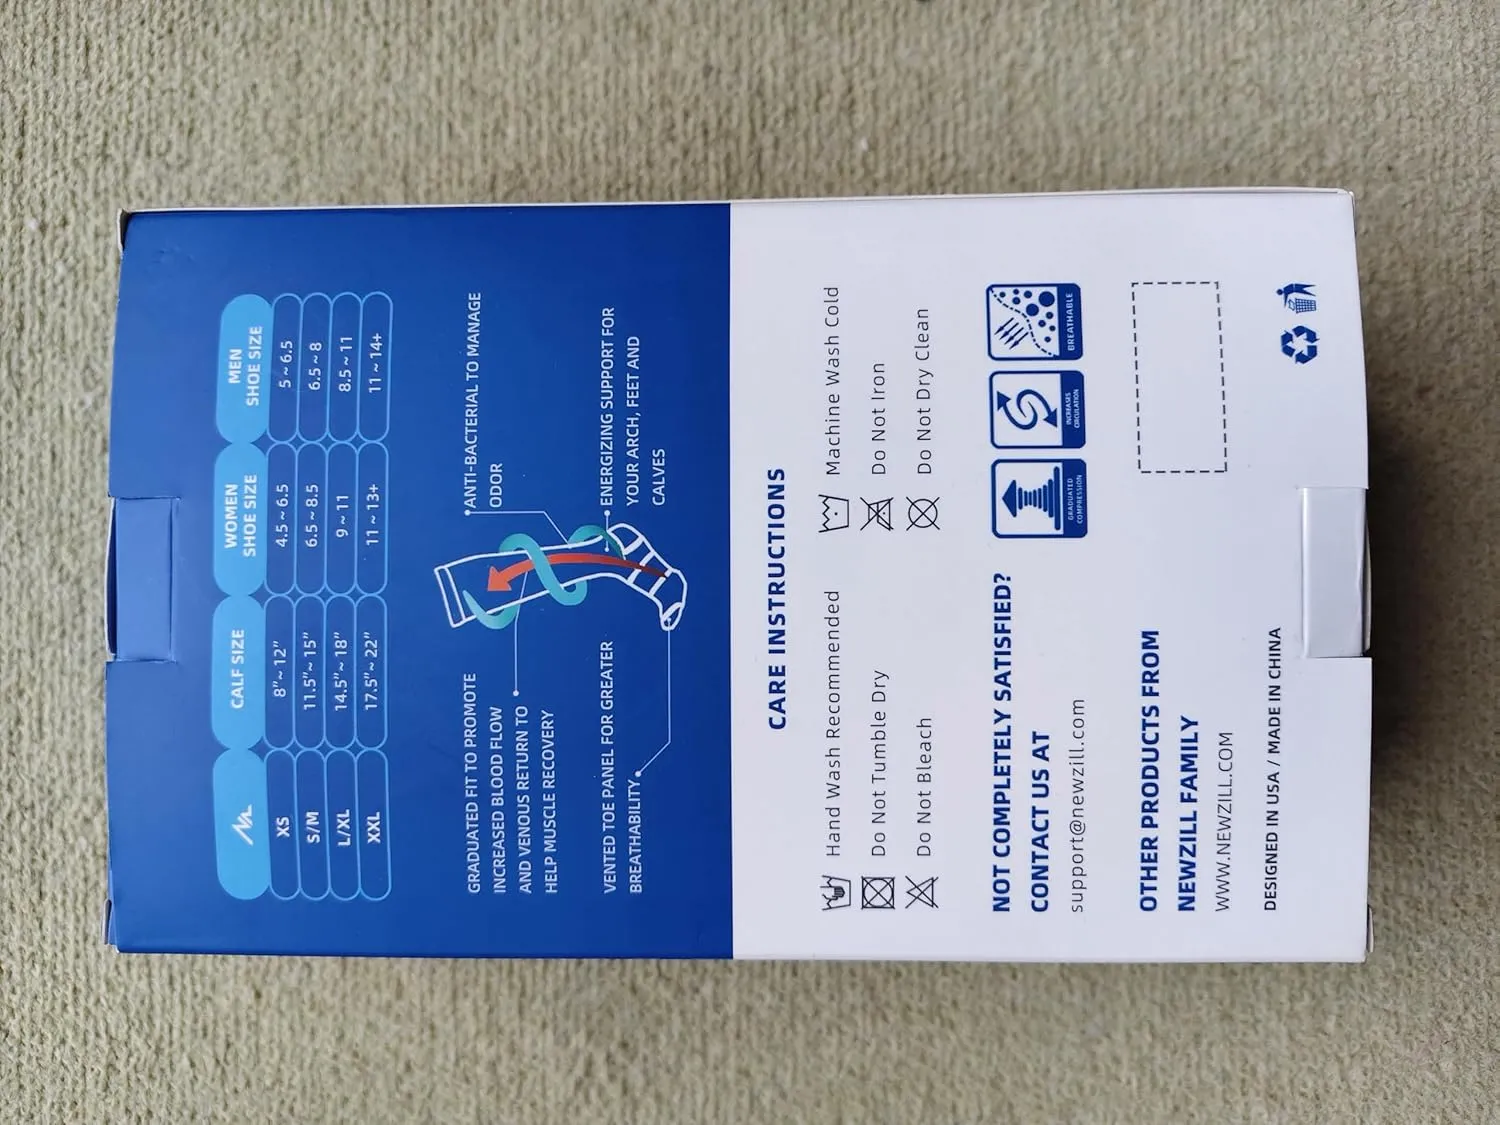 CALF SIZE
WOMEN
SHOE SIZE
MEN
SHOE SIZE
XS 8"~ 12" 4.5 ~ 6.5 5 ~ 6.5
S/M 11.5"~ 15" 6.5 ~ 8.5 6.5 ~ 8
L/XL 14.5"~ 18" 9 ~ 11 8.5 ~ 11
XXL 17.5"~ 22" 11 ~ 13+ 11 ~ 14+
GRADUATED FIT TO PROMOTE
INCREASED BLOOD FLOW
AND VENOUS RETURN TO
HELP MUSCLE RECOVERY
ANTI-BACTERIAL TO MANAGE
ODOR
VENTED TOE PANEL FOR GREATER
BREATHABILITY
ENERGIZING SUPPORT FOR
YOUR ARCH, FEET AND
CALVES
CARE INSTRUCTIONS
Hand Wash Recommended
Machine Wash Cold
Do Not Tumble Dry
Do Not Iron
Do Not Bleach
Do Not Dry Clean
NOT COMPLETELY SATISFIED?
CONTACT US AT
support@newzill.com
GRADUATED
COMPRESSION
INCREASES
CIRCULATION
BREATHABLE
OTHER PRODUCTS FROM
NEWZILL FAMILY
WWW.NEWZILL.COM
DESIGNED IN USA / MADE IN CHINA